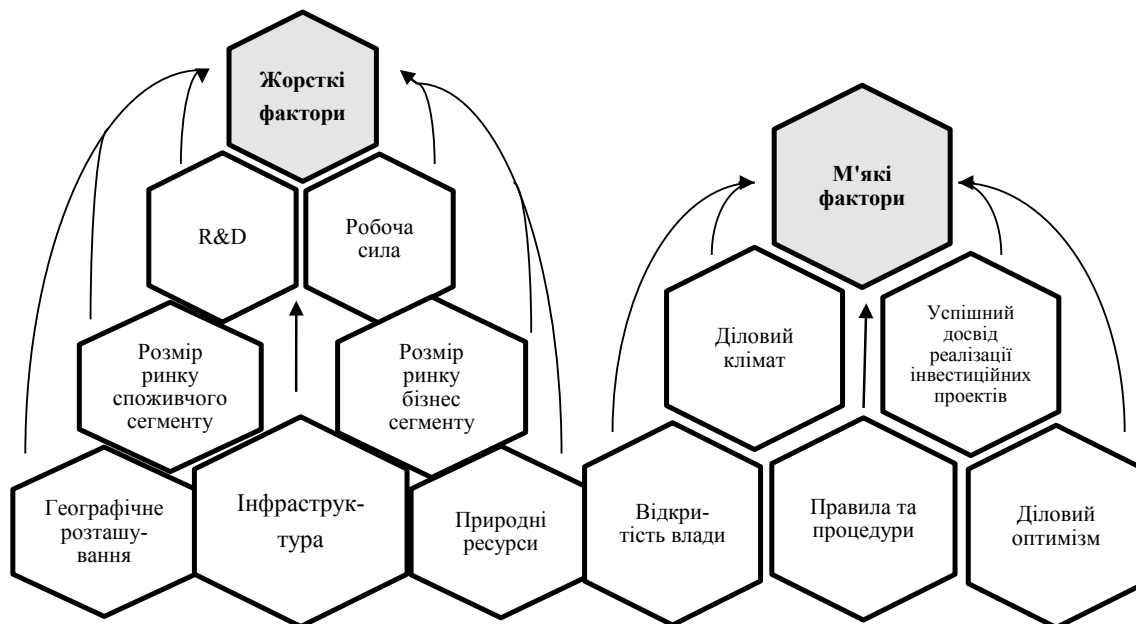 Жорсткі
фактори
R&D
Робоча
сила
Розмір
ринку
споживчого
сегменту
Розмір
ринку
бізнес
сегменту
Географічне
розташу-
вання
Інфраструк-
тура
Природні
ресурси
М'які
фактори
Діловий
клімат
Успішний
досвід
реалізації
інвестиційних
проектів
Відкри-
тість влади
Правила та
процедури
Діловий
оптимізм